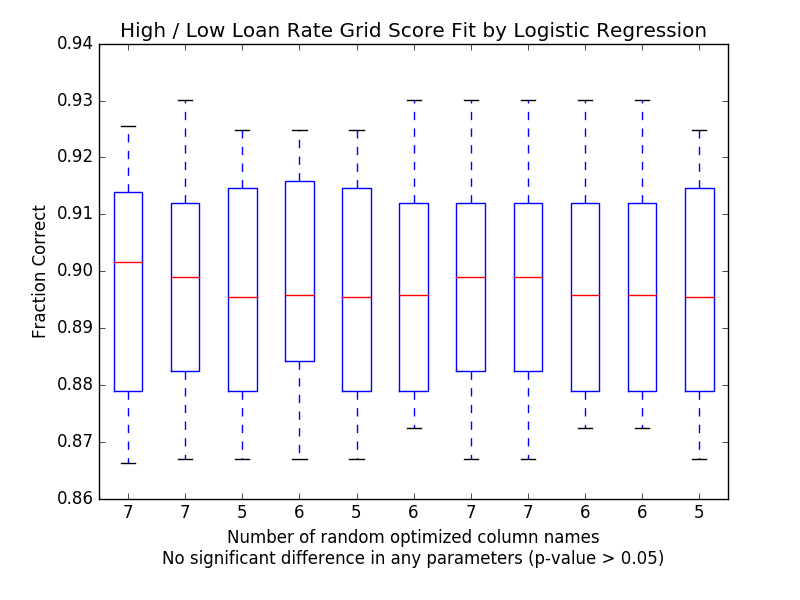 High / Low Loan Rate Grid Score Fit by Logistic Regression
0.94
0.93
0.92
0.91
0.90
0.89
0.88
0.87
0.86
Fraction Correct
7 7 5 6 5 6 7 7 6 6 5
Number of random optimized column names
No significant difference in any parameters (p-value > 0.05)